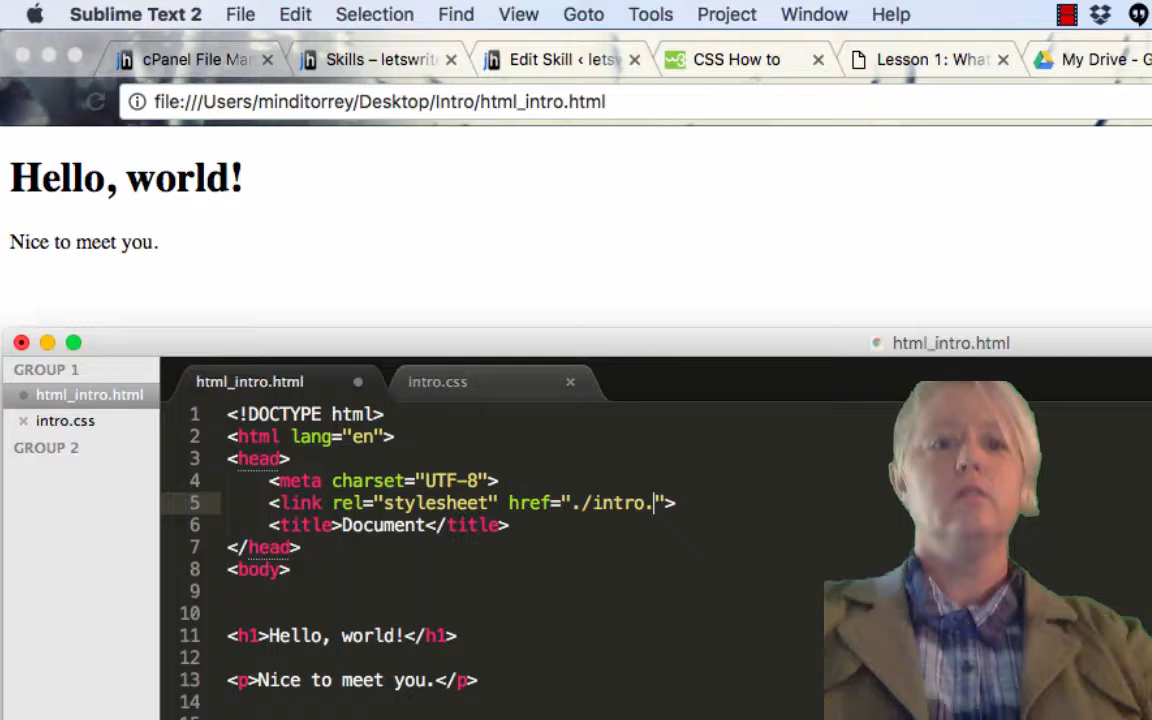 Sublime Text 2 File Edit Selection Find View Goto Tools Project Window Help
cPanel File Ma Skills – letswrit Edit Skill ‹ lets CSS How to Lesson 1: What My Drive - G
file:///Users/minditorrey/Desktop/Intro/html_intro.html
Hello, world!
Nice to meet you.
html_intro.html
GROUP 1
html_intro.html
intro.css
GROUP 2
html_intro.html intro.css
1 <!DOCTYPE html>
2 <html lang="en">
3 <head>
4 <meta charset="UTF-8">
5 <link rel="stylesheet" href="./intro.">
6 <title>Document</title>
7 </head>
8 <body>
9
10
11 <h1>Hello, world!</h1>
12
13 <p>Nice to meet you.</p>
14